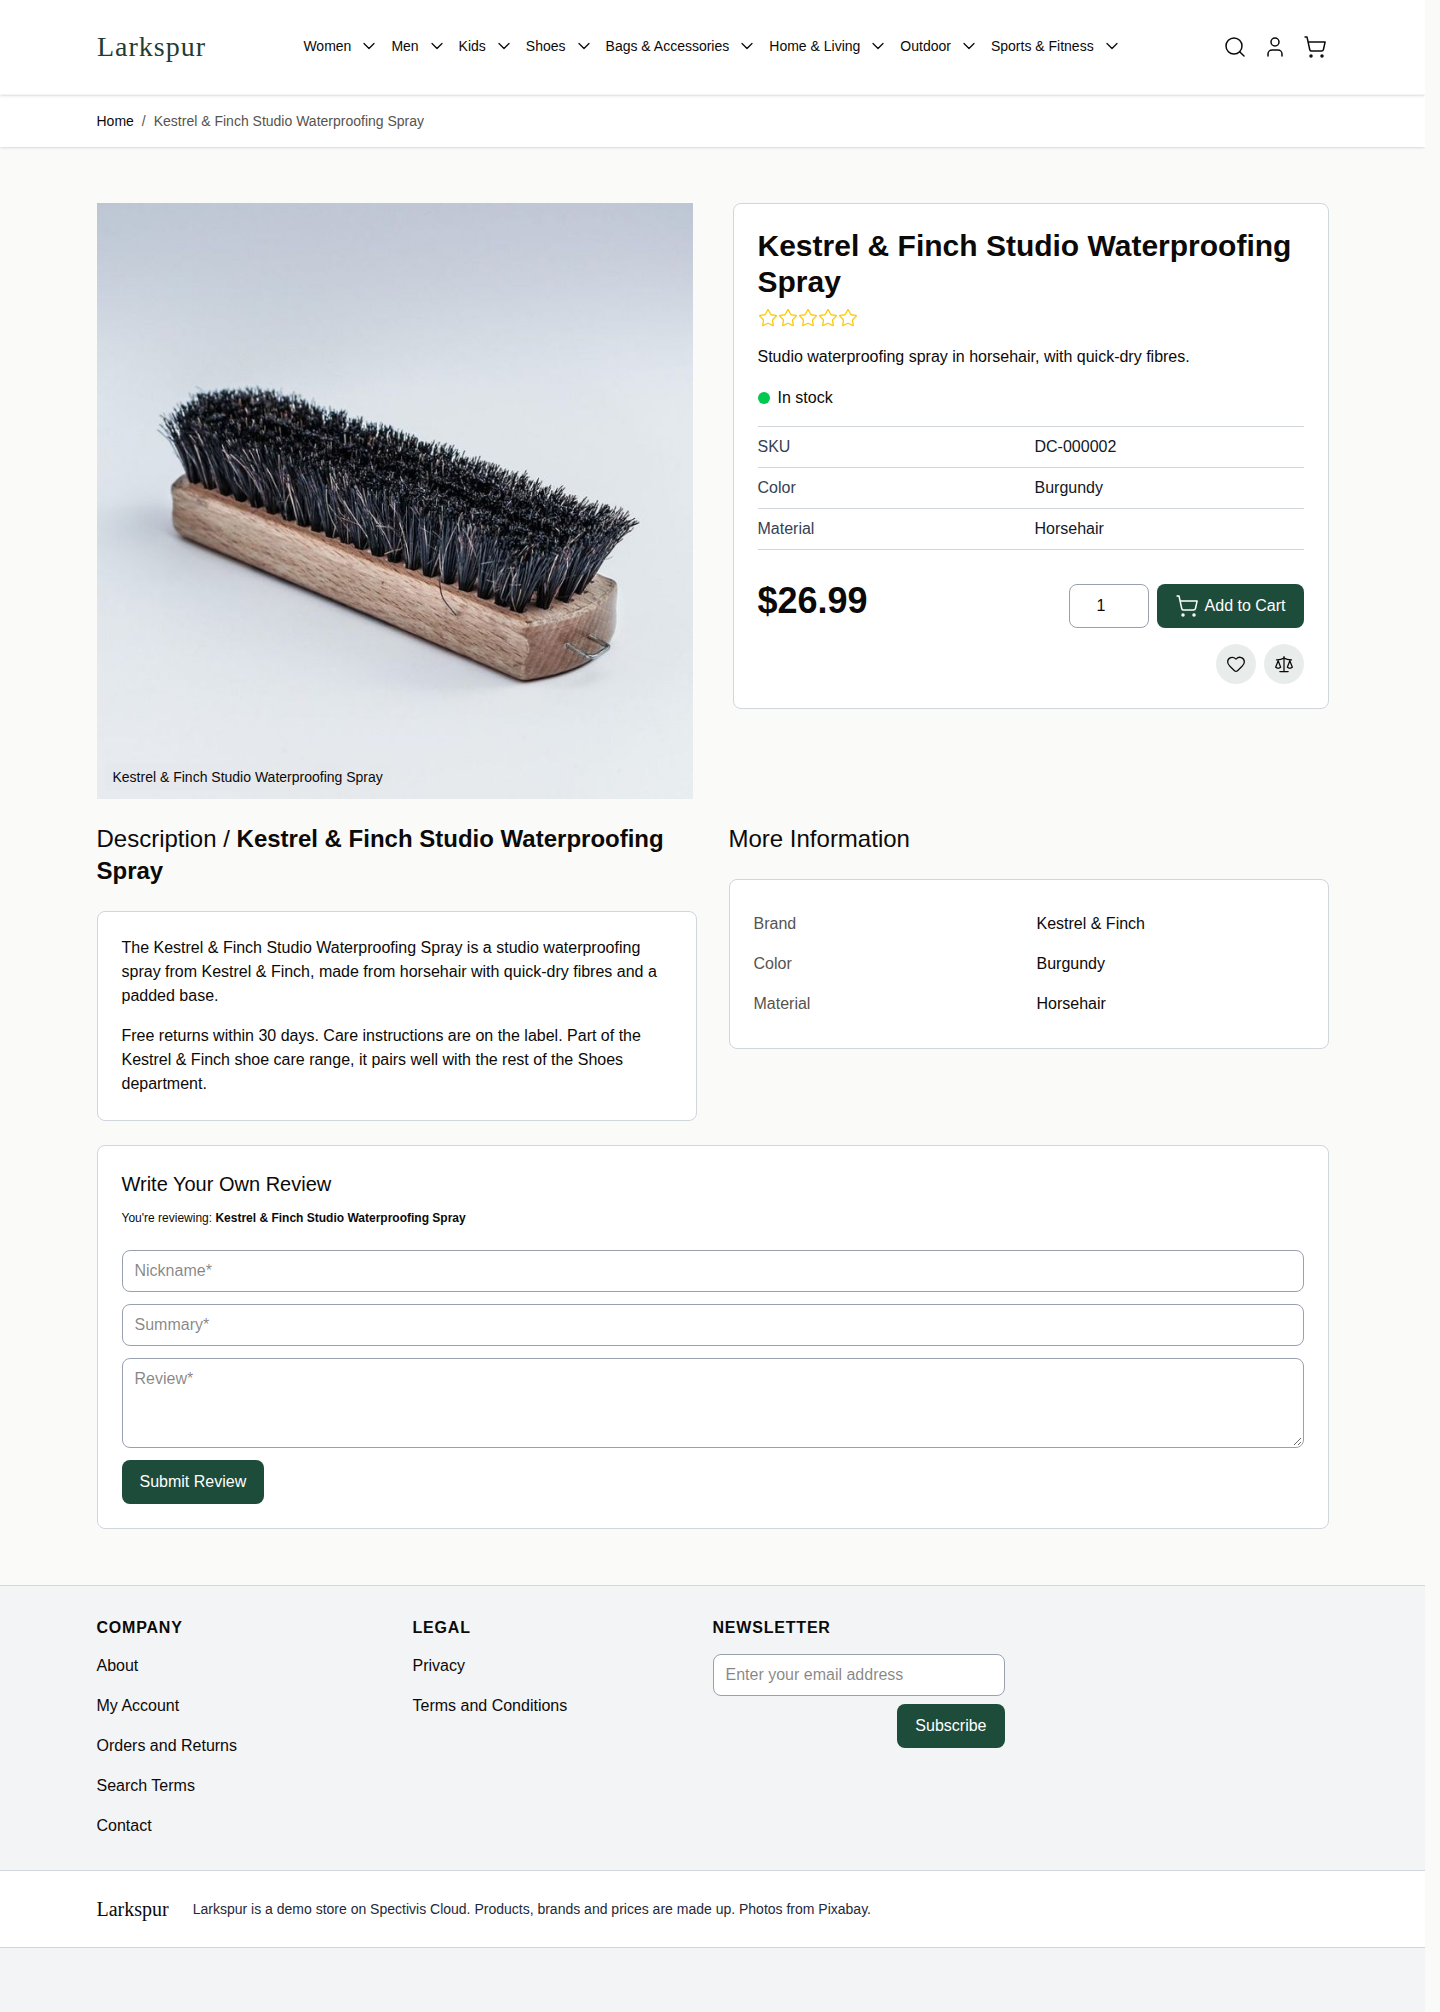 Larkspur
Women Men Kids Shoes Bags & Accessories Home & Living Outdoor Sports & Fitness
Home / Kestrel & Finch Studio Waterproofing Spray
Kestrel & Finch Studio Waterproofing
Spray
Studio waterproofing spray in horsehair, with quick-dry fibres.
In stock
SKU DC-000002
Color Burgundy
Material Horsehair
$26.99 1 Add to Cart
Kestrel & Finch Studio Waterproofing Spray
Description / Kestrel & Finch Studio Waterproofing
Spray
The Kestrel & Finch Studio Waterproofing Spray is a studio waterproofing
spray from Kestrel & Finch, made from horsehair with quick-dry fibres and a
padded base.
Free returns within 30 days. Care instructions are on the label. Part of the
Kestrel & Finch shoe care range, it pairs well with the rest of the Shoes
department.
More Information
Brand Kestrel & Finch
Color Burgundy
Material Horsehair
Write Your Own Review
You're reviewing: Kestrel & Finch Studio Waterproofing Spray
Nickname*
Summary*
Review*
Submit Review
COMPANY
About
My Account
Orders and Returns
Search Terms
Contact
LEGAL
Privacy
Terms and Conditions
NEWSLETTER
Enter your email address
Subscribe
Larkspur Larkspur is a demo store on Spectivis Cloud. Products, brands and prices are made up. Photos from Pixabay.